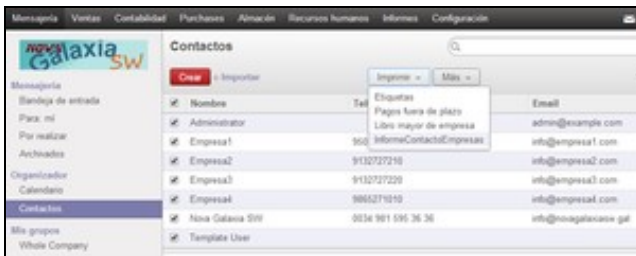 Mensajería Ventas Contabilidad Purchases Almacén Recursos humanos Informes Configuración
nova Galaxia SW
Contactos
Crear o Importar Imprimir Más
Mensajería
Bandeja de entrada
Para: mí
Por realizar
Archivados
Organizador
Calendario
Contactos
Mis grupos
Whole Company
Etiquetas
Pagos fuera de plazo
Libro mayor de empresa
InformeContactoEmpresas
Nombre Email
Administrator admin@example.com
Empresa1 info@empresa1.com
Empresa2 9132727210 info@empresa2.com
Empresa3 9132727220 info@empresa3.com
Empresa4 9865271010 info@empresa4.com
Nova Galaxia SW 0034 981 595 36 36
Template User